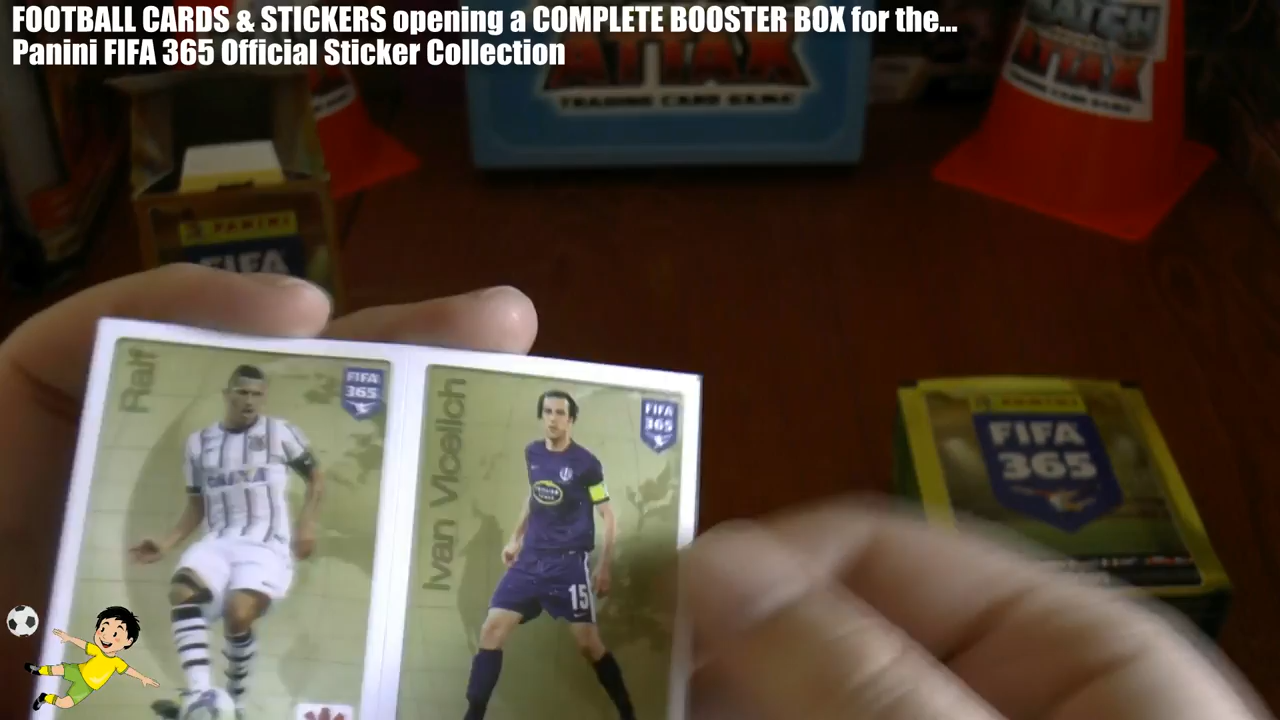 FOOTBALL CARDS & STICKERS opening a COMPLETE BOOSTER BOX for the...
Panini FIFA 365 Official Sticker Collection
ATTAX
TRADING CARD GAME
MATCH
ATTAX
PANINI
FIFA
Ralf
FIFA
365
CAIXA
Ivan Vicelich
FIFA
365
15
PANINI
FIFA
365